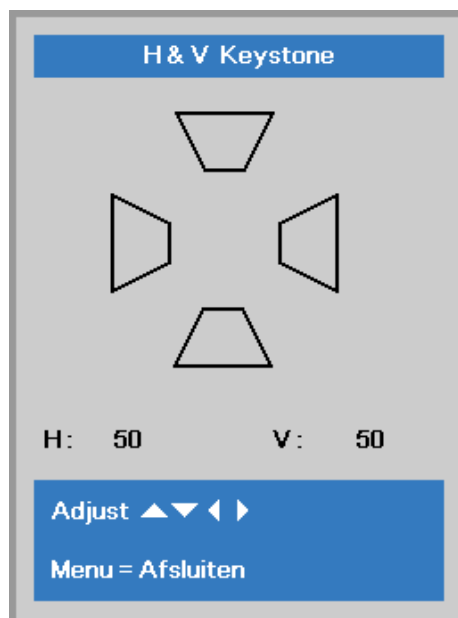 H & V Keystone
H: 50 V: 50
Adjust ▲▼◀▶
Menu = Afsluiten